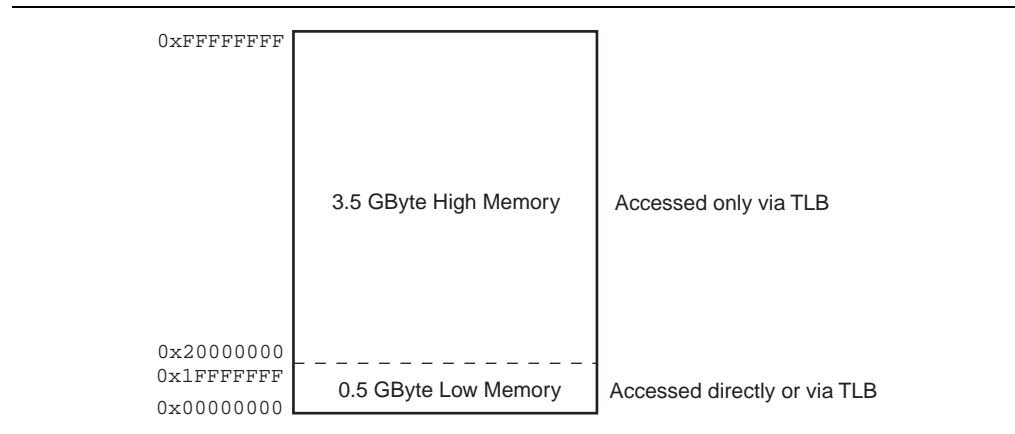 0xFFFFFFFF
3.5 GByte High Memory
Accessed only via TLB
0x20000000
0x1FFFFFFF
0.5 GByte Low Memory
Accessed directly or via TLB
0x00000000